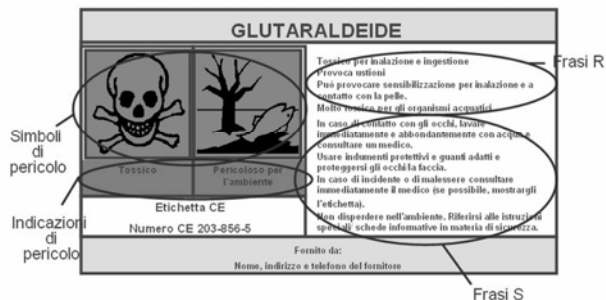 GLUTARALDEIDE
Tossico per inalazione e ingestione
Provoca ustioni
Può provocare sensibilizzazione per inalazione e a
contatto con la pelle.
Molto tossico per gli organismi acquatici
Frasi R
In caso di contatto con gli occhi, lavare
immediatamente e abbondantemente con acqua e
consultare un medico.
Usare indumenti protettivi e guanti adatti e
proteggersi gli occhi la faccia.
In caso di incidente o di malessere consultare
immediatamente il medico (se possibile, mostrargli
l'etichetta).
Non disperdere nell'ambiente. Riferirsi alle istruzioni
speciali/ schede informative in materia di sicurezza.
Frasi S
Simboli
di
pericolo
Tossico
Pericoloso per
l'ambiente
Indicazioni
di
pericolo
Etichetta CE
Numero CE 203-856-5
Fornito da:
Nome, indirizzo e telefono del fornitore